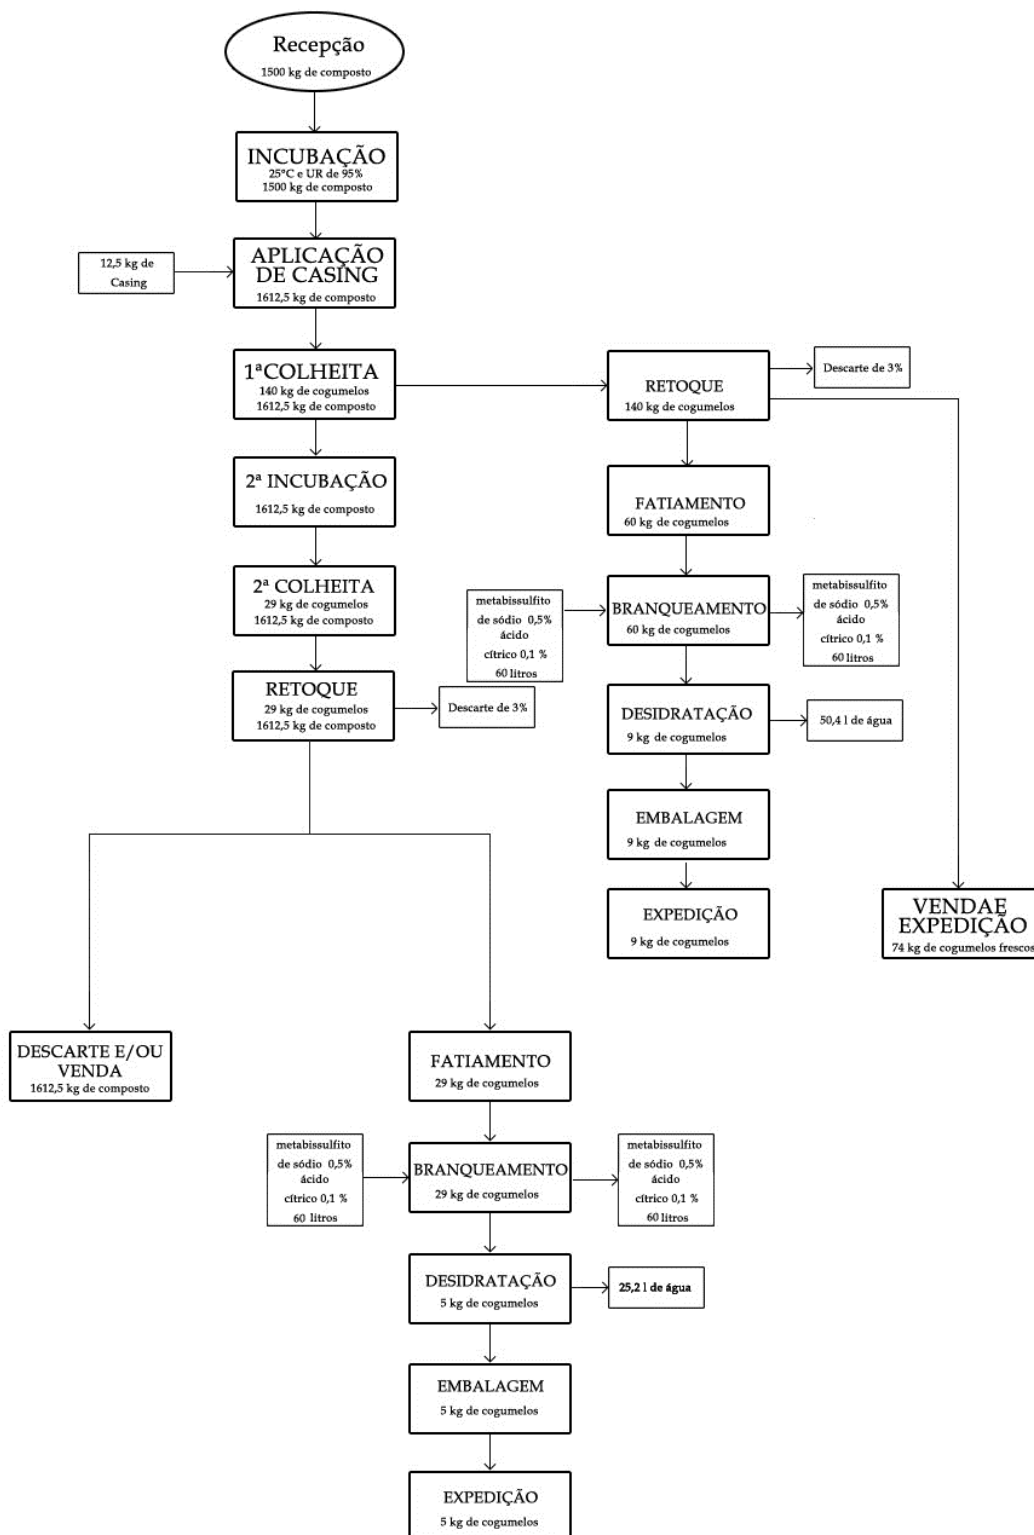 Recepção
1500 kg de composto
INCUBAÇÃO
25°C e UR de 95%
1500 kg de composto
12,5 kg de
Casing
APLICAÇÃO
DE CASING
1612,5 kg de composto
1ªCOLHEITA
140 kg de cogumelos
1612,5 kg de composto
RETOQUE
140 kg de cogumelos
Descarte de 3%
2ª INCUBAÇÃO
1612,5 kg de composto
FATIAMENTO
60 kg de cogumelos
2ª COLHEITA
29 kg de cogumelos
1612,5 kg de composto
metabissulfito
de sódio 0,5%
ácido
cítrico 0,1 %
60 litros
BRANQUEAMENTO
60 kg de cogumelos
metabissulfito
de sódio 0,5%
ácido
cítrico 0,1 %
60 litros
RETOQUE
29 kg de cogumelos
1612,5 kg de composto
Descarte de 3%
DESIDRATAÇÃO
9 kg de cogumelos
50,4 l de água
EMBALAGEM
9 kg de cogumelos
EXPEDIÇÃO
9 kg de cogumelos
VENDAE
EXPEDIÇÃO
74 kg de cogumelos frescos
DESCARTE E/OU
VENDA
1612,5 kg de composto
FATIAMENTO
29 kg de cogumelos
metabissulfito
de sódio 0,5%
ácido
cítrico 0,1 %
60 litros
BRANQUEAMENTO
29 kg de cogumelos
metabissulfito
de sódio 0,5%
ácido
cítrico 0,1 %
60 litros
DESIDRATAÇÃO
5 kg de cogumelos
25,2 l de água
EMBALAGEM
5 kg de cogumelos
EXPEDIÇÃO
5 kg de cogumelos